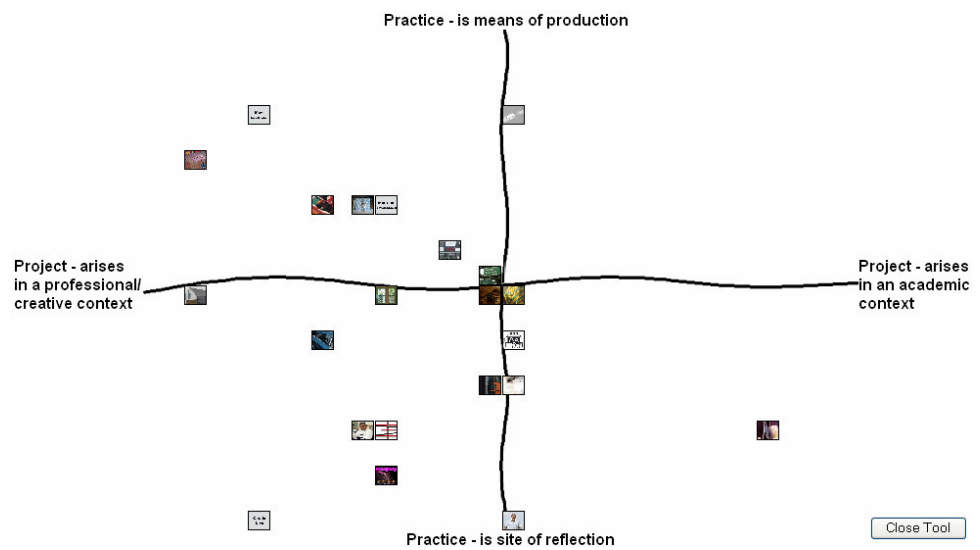 Practice - is means of production
Project - arises
in a professional/
creative context
Project - arises
in an academic
context
Practice - is site of reflection
Close Tool